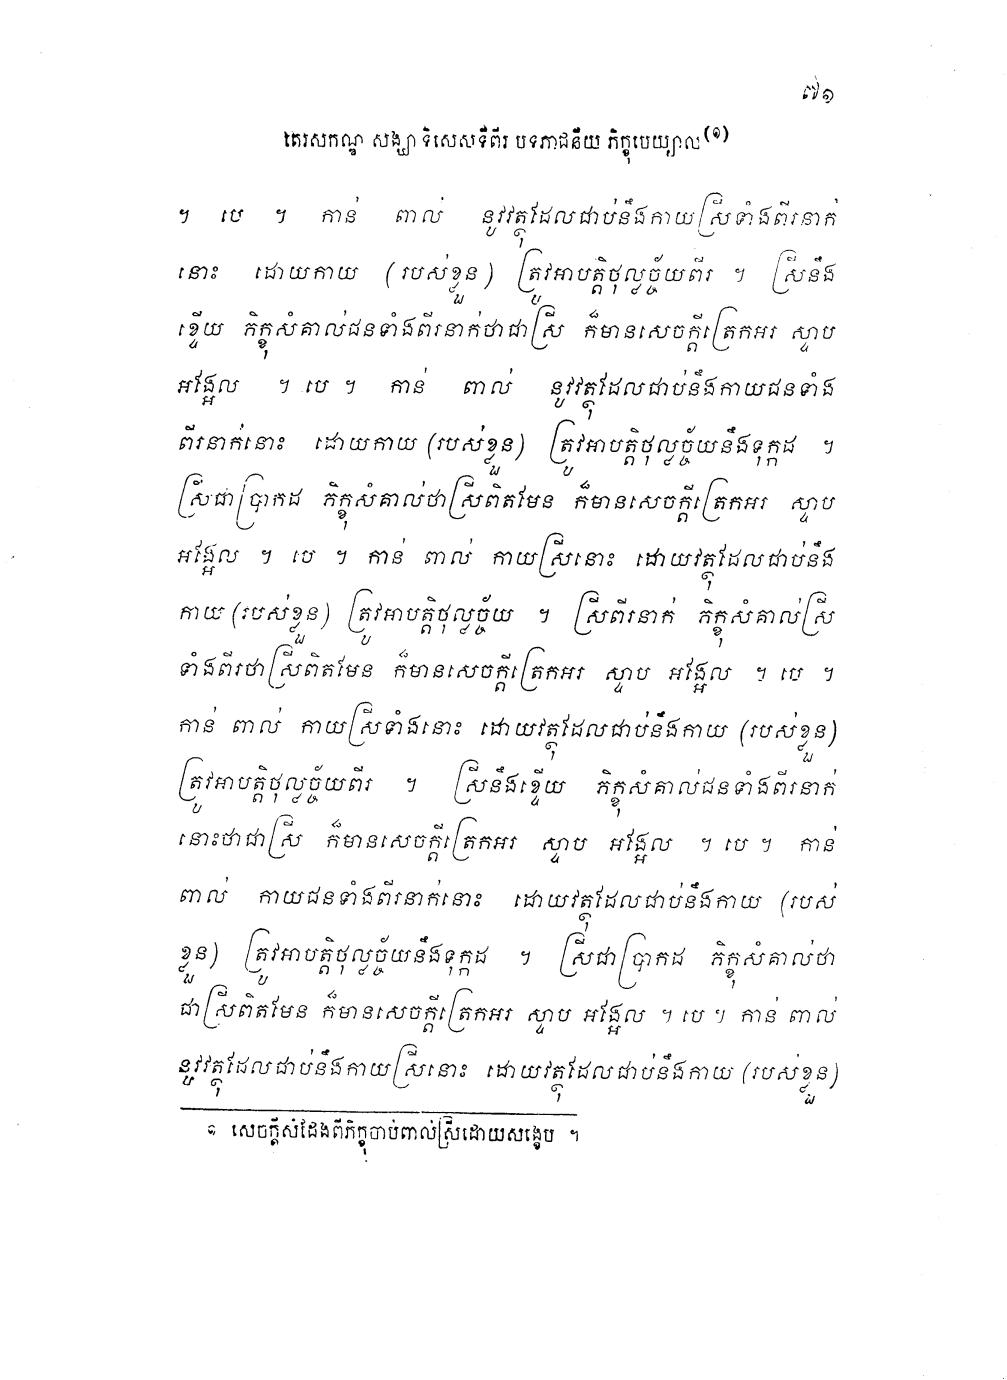 ៧១
តេរសកណ្ឌ សង្ឃាទិសេសទីពីរ បទភាជនីយ ភិក្ខុបេយ្យាល(១)
។ បេ ។ កាន់ ពាល់ នូវវត្ថុដែលជាប់នឹងកាយស្រីទាំងពីរនាក់
នោះ ដោយកាយ (របស់ខ្លួន) ត្រូវអាបត្តិថុល្លច្ច័យពីរ ។ ស្រីនឹង
ខ្ទើយ ភិក្ខុសំគាល់ជនទាំងពីរនាក់ថាជាស្រី ក៏មានសេចក្តីត្រេកអរ ស្ទាប
អង្អែល ។ បេ ។ កាន់ ពាល់ នូវវត្ថុដែលជាប់នឹងកាយជនទាំង
ពីរនាក់នោះ ដោយកាយ (របស់ខ្លួន) ត្រូវអាបត្តិថុល្លច្ច័យនឹងទុក្កដ ។
ស្រីជាប្រាកដ ភិក្ខុសំគាល់ថាស្រីពិតមែន ក៏មានសេចក្តីត្រេកអរ ស្ទាប
អង្អែល ។ បេ ។ កាន់ ពាល់ កាយស្រីនោះ ដោយវត្ថុដែលជាប់នឹង
កាយ (របស់ខ្លួន) ត្រូវអាបត្តិថុល្លច្ច័យ ។ ស្រីពីរនាក់ ភិក្ខុសំគាល់ស្រី
ទាំងពីរថាស្រីពិតមែន ក៏មានសេចក្តីត្រេកអរ ស្ទាប អង្អែល ។ បេ ។
កាន់ ពាល់ កាយស្រីទាំងនោះ ដោយវត្ថុដែលជាប់នឹងកាយ (របស់ខ្លួន)
ត្រូវអាបត្តិថុល្លច្ច័យពីរ ។ ស្រីនឹងខ្ទើយ ភិក្ខុសំគាល់ជនទាំងពីរនាក់
នោះថាជាស្រី ក៏មានសេចក្តីត្រេកអរ ស្ទាប អង្អែល ។ បេ ។ កាន់
ពាល់ កាយជនទាំងពីរនាក់នោះ ដោយវត្ថុដែលជាប់នឹងកាយ (របស់
ខ្លួន) ត្រូវអាបត្តិថុល្លច្ច័យនឹងទុក្កដ ។ ស្រីជាប្រាកដ ភិក្ខុសំគាល់ថា
ជាស្រីពិតមែន ក៏មានសេចក្តីត្រេកអរ ស្ទាប អង្អែល ។ បេ ។ កាន់ ពាល់
នូវវត្ថុដែលជាប់នឹងកាយស្រីនោះ ដោយវត្ថុដែលជាប់នឹងកាយ (របស់ខ្លួន)
១ សេចក្តីសំដែងពីភិក្ខុចាប់ពាល់ស្រីដោយសង្ខេប ។